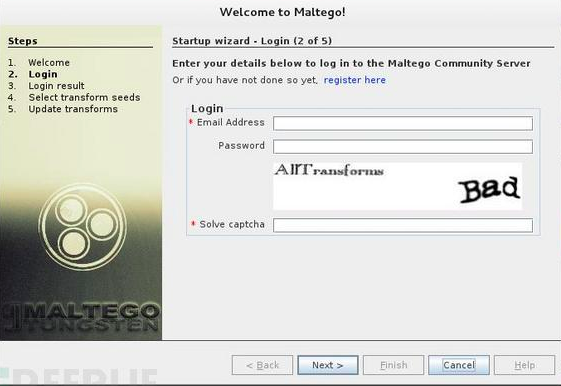 Welcome to Maltego!
Steps
1. Welcome
2. Login
3. Login result
4. Select transform seeds
5. Update transforms
Startup wizard - Login (2 of 5)
Enter your details below to log in to the Maltego Community Server
Or if you have not done so yet, register here
Login
* Email Address
Password
AllTransforms
Bad
* Solve captcha
MALTEGO
TUNGSTEN
< Back Next > Finish Cancel Help